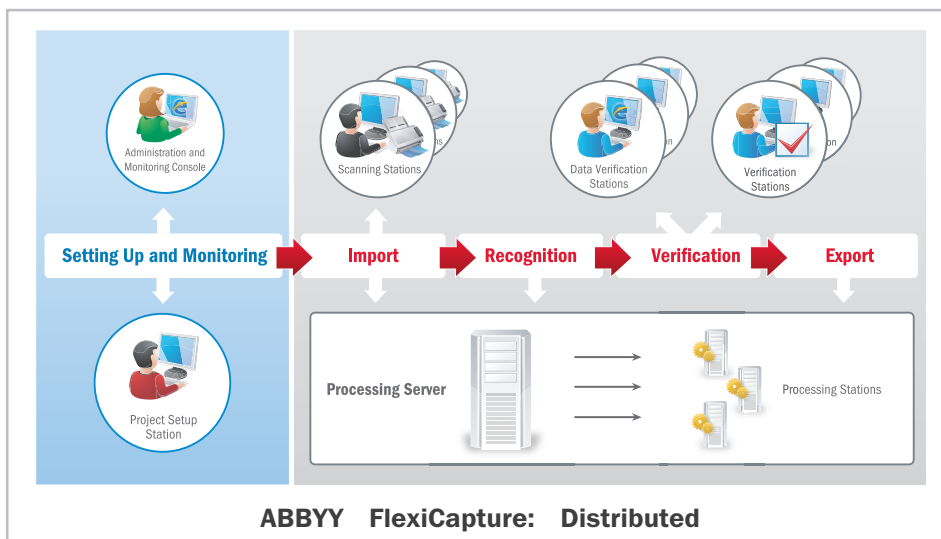 Administration and
Monitoring Console
Scanning Stations
Data Verification
Stations
Verification
Stations
Setting Up and Monitoring
Import
Recognition
Verification
Export
Project Setup
Station
Processing Server
Processing Stations
ABBYY FlexiCapture: Distributed